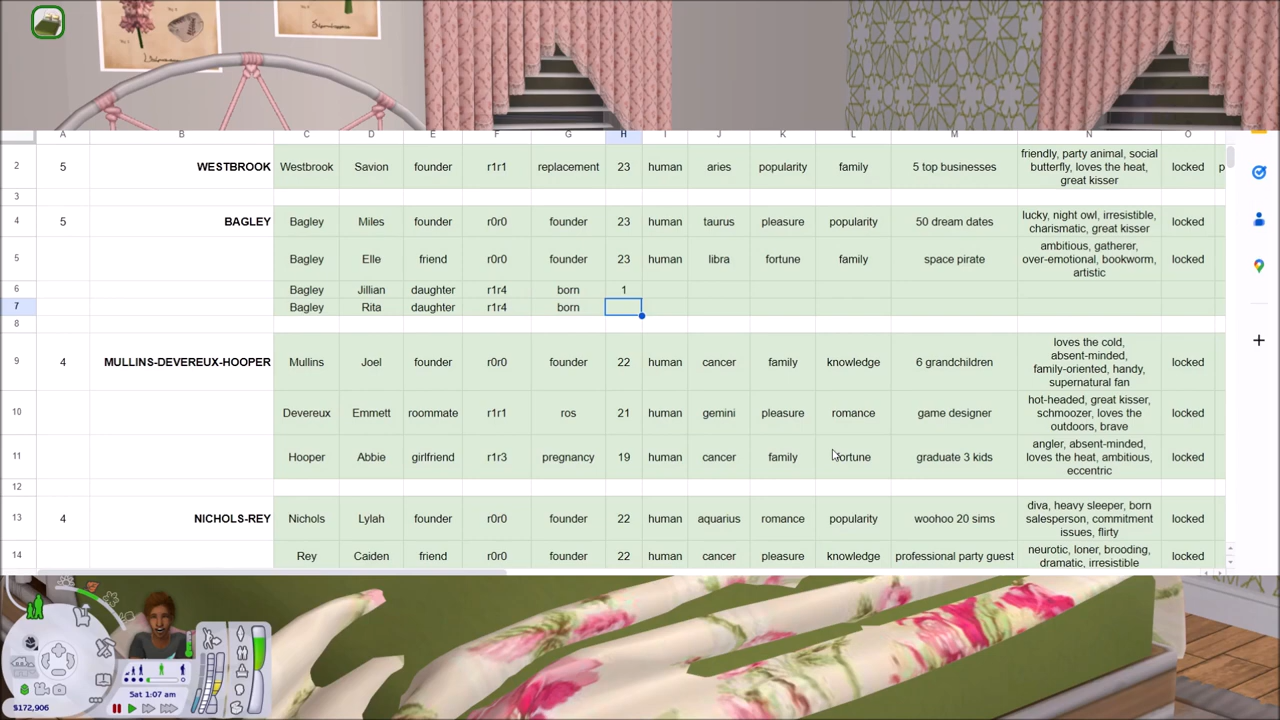 A B C D E F G H I J K L M N O
2 5 WESTBROOK Westbrook Savion founder r1r1 replacement 23 human aries popularity family 5 top businesses friendly, party animal, social locked p
butterfly, loves the heat,
great kisser
3
4 5 BAGLEY Bagley Miles founder r0r0 founder 23 human taurus pleasure popularity 50 dream dates lucky, night owl, irresistible, locked
charismatic, great kisser
5 Bagley Elle friend r0r0 founder 23 human libra fortune family space pirate ambitious, gatherer, locked
over-emotional, bookworm,
artistic
6 Bagley Jillian daughter r1r4 born 1
7 Bagley Rita daughter r1r4 born
8
9 4 MULLINS-DEVEREUX-HOOPER Mullins Joel founder r0r0 founder 22 human cancer family knowledge 6 grandchildren loves the cold, locked
absent-minded,
family-oriented, handy,
supernatural fan
10 Devereux Emmett roommate r1r1 ros 21 human gemini pleasure romance game designer hot-headed, great kisser, locked
schmoozer, loves the
outdoors, brave
11 Hooper Abbie girlfriend r1r3 pregnancy 19 human cancer family fortune graduate 3 kids angler, absent-minded, locked
loves the heat, ambitious,
eccentric
12
13 4 NICHOLS-REY Nichols Lylah founder r0r0 founder 22 human aquarius romance popularity woohoo 20 sims diva, heavy sleeper, born locked
salesperson, commitment
issues, flirty
14 Rey Caiden friend r0r0 founder 22 human cancer pleasure knowledge professional party guest neurotic, loner, brooding, locked
dramatic, irresistible
Sat 1:07 am
$172,906